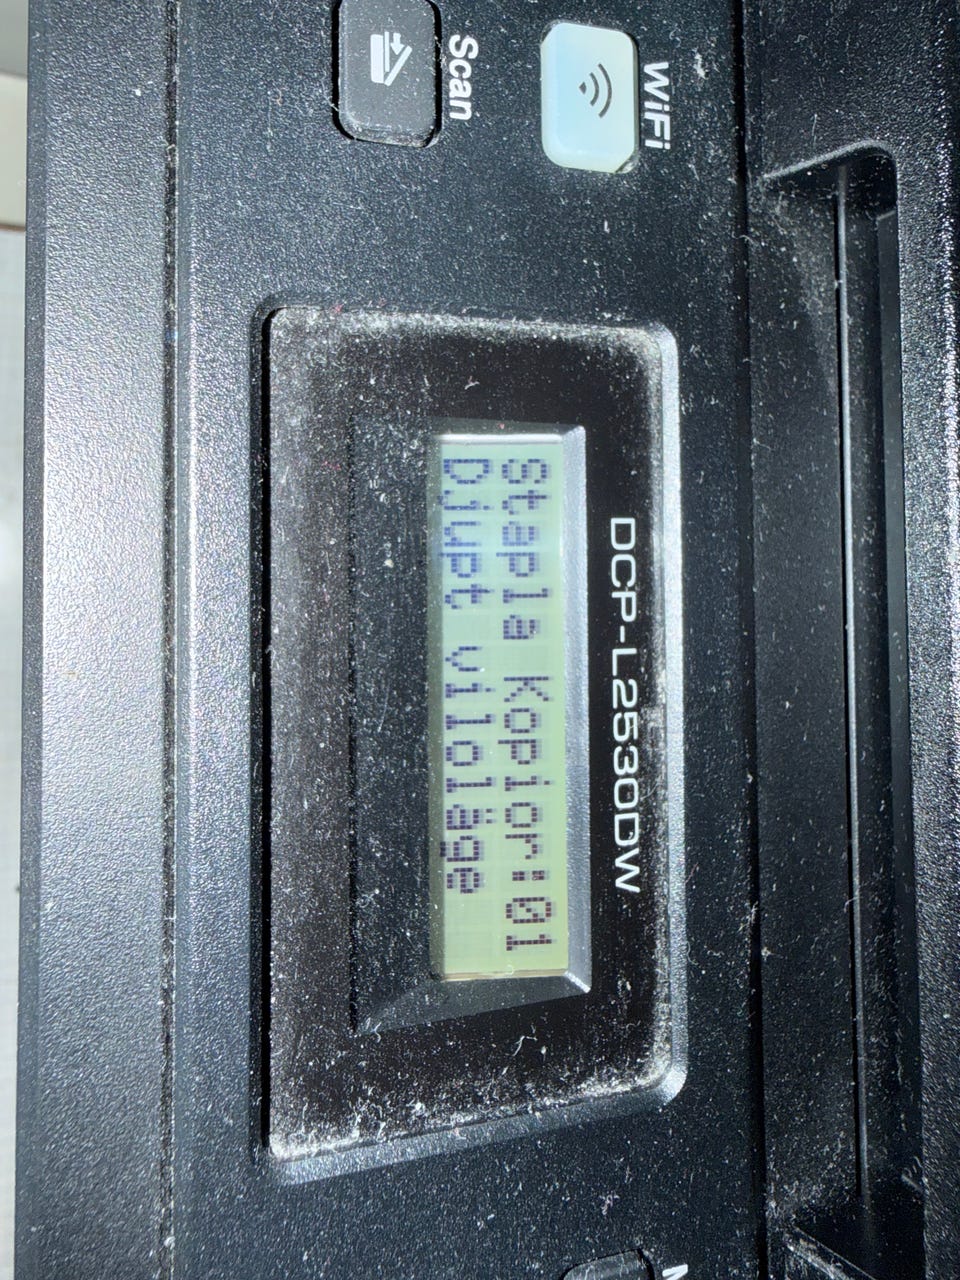 WiFi
Scan
DCP-L2530DW
Stapla Kopior:01
Djupt viloläge